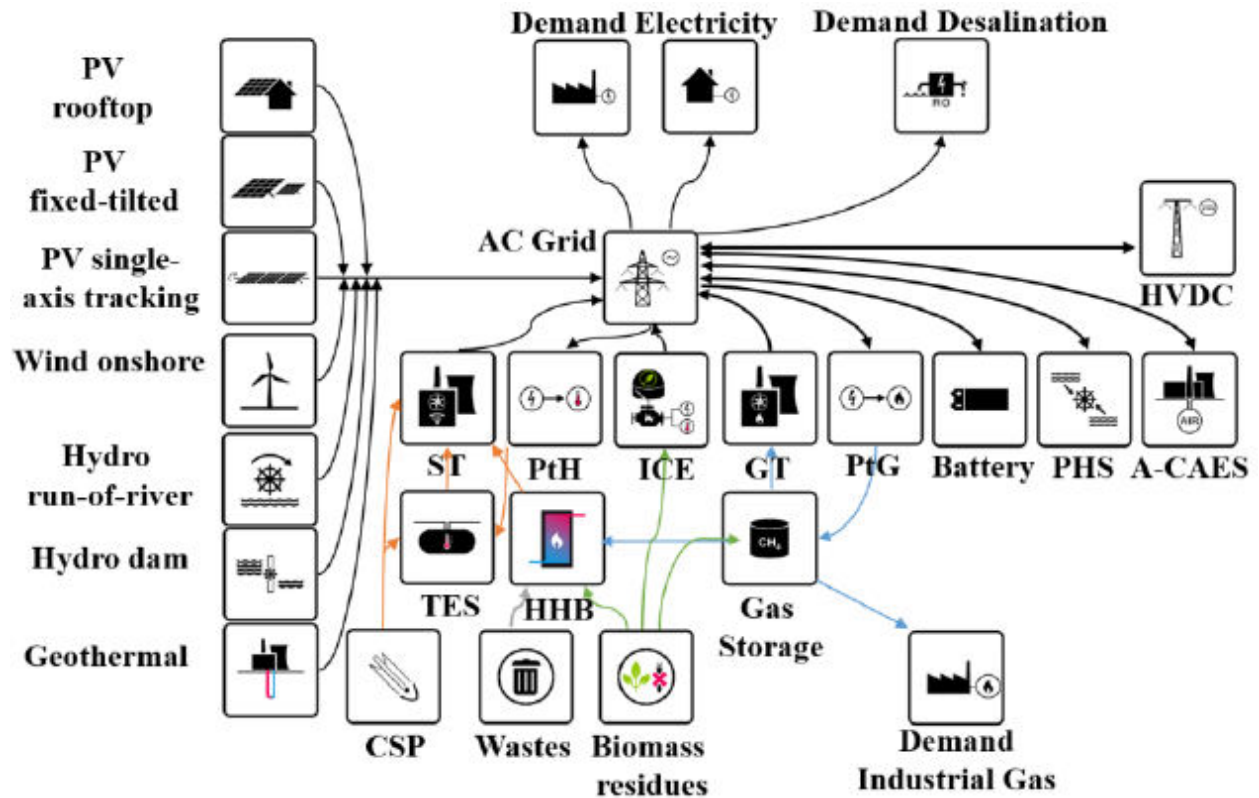 Demand Electricity
Demand Desalination
PV
rooftop
RO
PV
fixed-tilted
AC Grid
PV single-
axis tracking
HVDC
Wind onshore
ST
PtH
ICE
GT
PtG
Battery
PHS
AIR
A-CAES
Hydro
run-of-river
Hydro dam
TES
HHB
CH4
Gas
Storage
Geothermal
CSP
Wastes
Biomass
residues
Demand
Industrial Gas